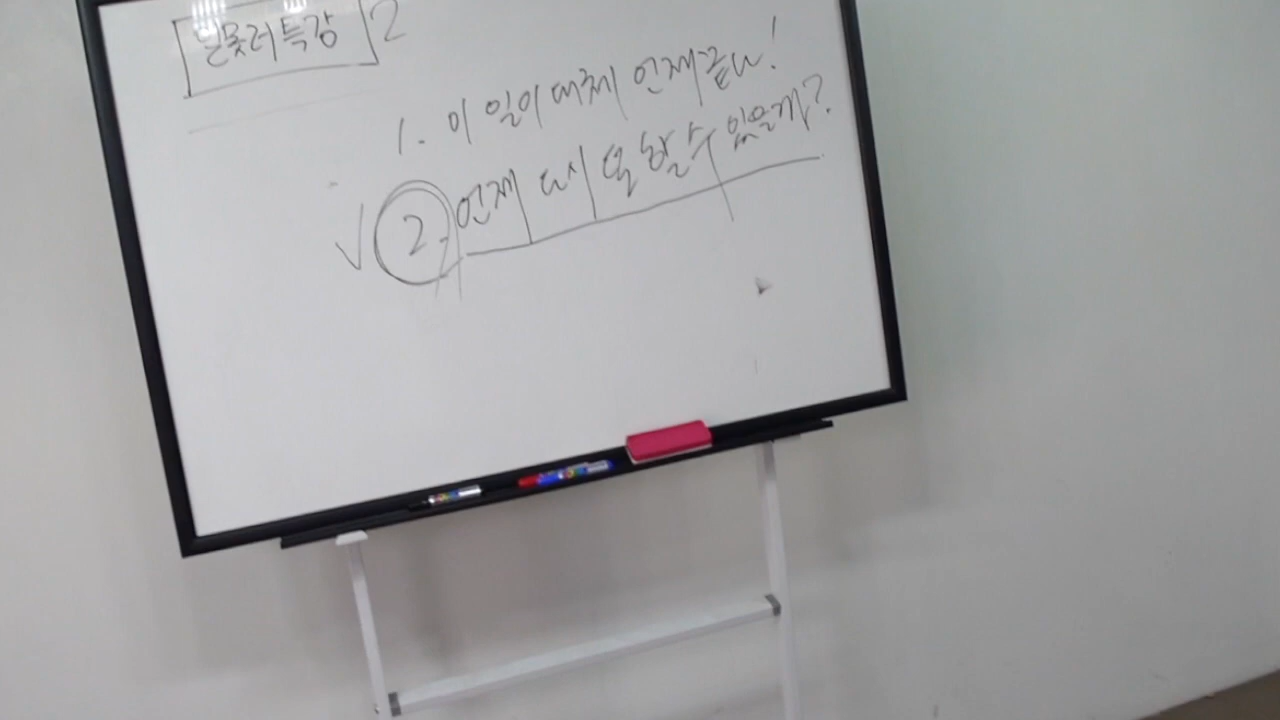 일못러특강 2
1. 이 일이 대체 언제 끝나!
2. 언제 다시 또 할 수 있을까?